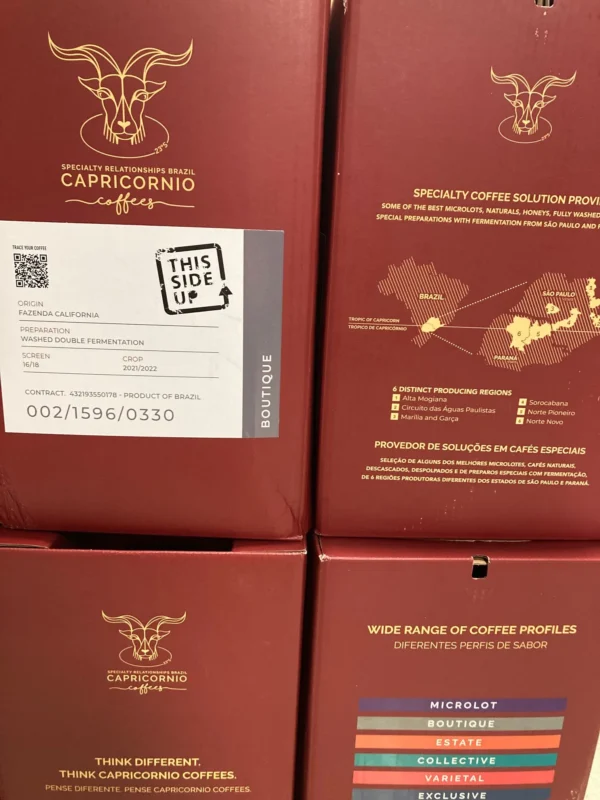 23°S
SPECIALTY RELATIONSHIPS BRAZIL
CAPRICORNIO
coffees
TRACE YOUR COFFEE
THIS
SIDE
UP
ORIGIN
FAZENDA CALIFORNIA
PREPARATION
WASHED DOUBLE FERMENTATION
SCREEN
16/18
CROP
2021/2022
CONTRACT. 432193550178 - PRODUCT OF BRAZIL
002/1596/0330
BOUTIQUE
SPECIALTY COFFEE SOLUTION
SOME OF THE BEST MICROLOTS, NATURALS, HONEYS, FULLY WASHED
SPECIAL PREPARATIONS WITH FERMENTATION FROM SÃO PAULO AND
BRAZIL
SÃO PAULO
TROPIC OF CAPRICORN
TRÓPICO DE CAPRICÓRNIO
PARANÁ
6 DISTINCT PRODUCING REGIONS
1 Alta Mogiana
2 Circuito das Águas Paulistas
3 Marília and Garça
4 Sorocabana
5 Norte Pioneiro
6 Norte Novo
PROVEDOR DE SOLUÇÕES EM CAFÉS ESPECIAIS
SELEÇÃO DE ALGUNS DOS MELHORES MICROLOTES, CAFÉS NATURAIS,
DESCASCADOS, DESPOLPADOS E DE PREPAROS ESPECIAIS COM FERMENTAÇÃO,
DE 6 REGIÕES PRODUTORAS DIFERENTES DOS ESTADOS DE SÃO PAULO E PARANÁ.
SPECIALTY RELATIONSHIPS BRAZIL
CAPRICORNIO
coffees
THINK DIFFERENT.
THINK CAPRICORNIO COFFEES.
PENSE DIFERENTE. PENSE CAPRICORNIO COFFEES.
WIDE RANGE OF COFFEE PROFILES
DIFERENTES PERFIS DE SABOR
MICROLOT
BOUTIQUE
ESTATE
COLLECTIVE
VARIETAL
EXCLUSIVE